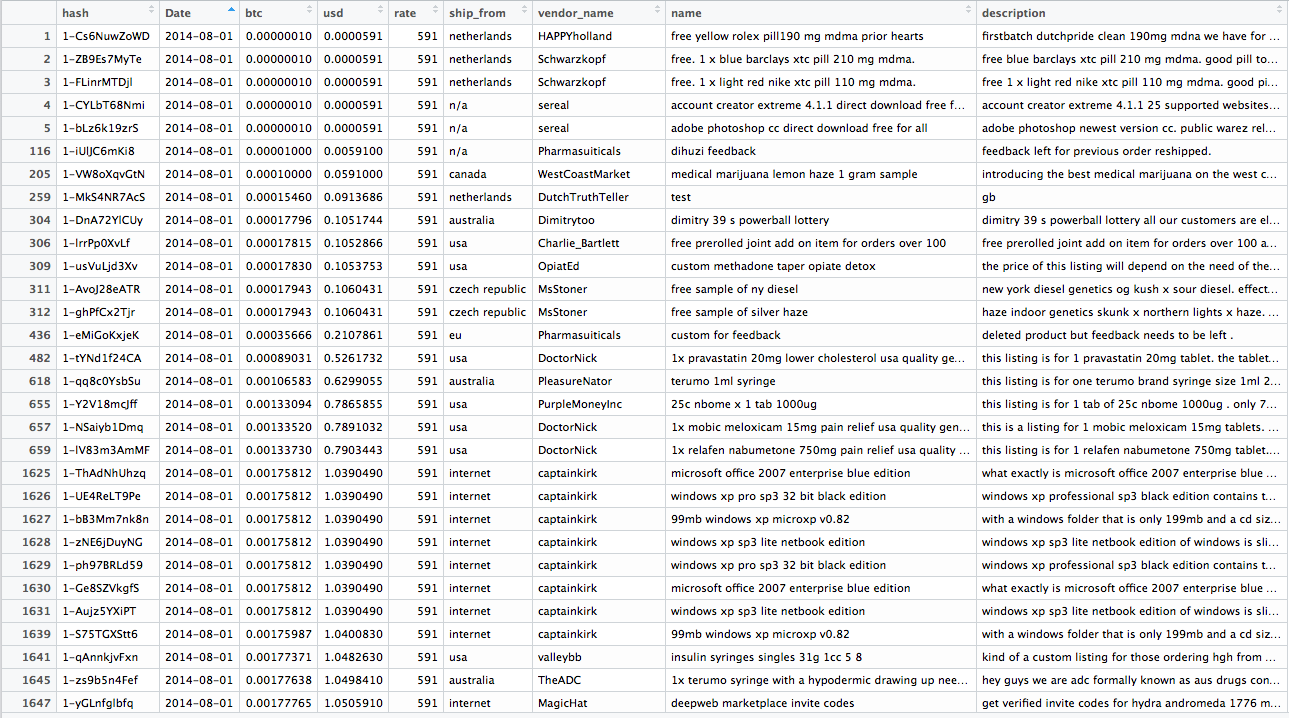 hash Date btc usd rate ship_from vendor_name name description
1 1-Cs6NuwZoWD 2014-08-01 0.00000010 0.0000591 591 netherlands HAPPYholland free yellow rolex pill190 mg mdma prior hearts firstbatch dutchpride clean 190mg mdna we have for ...
2 1-ZB9Es7MyTe 2014-08-01 0.00000010 0.0000591 591 netherlands Schwarzkopf free. 1 x blue barclays xtc pill 210 mg mdma. free blue barclays xtc pill 210 mg mdma. good pill to...
3 1-FLinrMTDjl 2014-08-01 0.00000010 0.0000591 591 netherlands Schwarzkopf free. 1 x light red nike xtc pill 110 mg mdma. free 1 x light red nike xtc pill 110 mg mdma. good pi...
4 1-CYLbT68Nmi 2014-08-01 0.00000010 0.0000591 591 n/a sereal account creator extreme 4.1.1 direct download free f... account creator extreme 4.1.1 25 supported websites...
5 1-bLz6k19zrS 2014-08-01 0.00000010 0.0000591 591 n/a sereal adobe photoshop cc direct download free for all adobe photoshop newest version cc. public warez rel...
116 1-iUlJC6mKi8 2014-08-01 0.00001000 0.0059100 591 n/a Pharmasuiticals dihuzi feedback feedback left for previous order reshipped.
205 1-VW8oXqvGtN 2014-08-01 0.00010000 0.0591000 591 canada WestCoastMarket medical marijuana lemon haze 1 gram sample introducing the best medical marijuana on the west c...
259 1-MkS4NR7AcS 2014-08-01 0.00015460 0.0913686 591 netherlands DutchTruthTeller test gb
304 1-DnA72YlCUy 2014-08-01 0.00017796 0.1051744 591 australia Dimitrytoo dimitry 39 s powerball lottery dimitry 39 s powerball lottery all our customers are el...
306 1-lrrPp0XvLf 2014-08-01 0.00017815 0.1052866 591 usa Charlie_Bartlett free prerolled joint add on item for orders over 100 free prerolled joint add on item for orders over 100 a...
309 1-usVuLjd3Xv 2014-08-01 0.00017830 0.1053753 591 usa OpiatEd custom methadone taper opiate detox the price of this listing will depend on the need of the...
311 1-AvoJ28eATR 2014-08-01 0.00017943 0.1060431 591 czech republic MsStoner free sample of ny diesel new york diesel genetics og kush x sour diesel. effect...
312 1-ghPfCx2Tjr 2014-08-01 0.00017943 0.1060431 591 czech republic MsStoner free sample of silver haze haze indoor genetics skunk x northern lights x haze. ...
436 1-eMiGoKxjeK 2014-08-01 0.00035666 0.2107861 591 eu Pharmasuiticals custom for feedback deleted product but feedback needs to be left .
482 1-tYNd1f24CA 2014-08-01 0.00089031 0.5261732 591 usa DoctorNick 1x pravastatin 20mg lower cholesterol usa quality ge... this listing is for 1 pravastatin 20mg tablet. the tablet...
618 1-qq8c0YsbSu 2014-08-01 0.00106583 0.6299055 591 australia PleasureNator terumo 1ml syringe this listing is for one terumo brand syringe size 1ml 2...
655 1-Y2V18mcJff 2014-08-01 0.00133094 0.7865855 591 usa PurpleMoneyInc 25c nbome x 1 tab 1000ug this listing is for 1 tab of 25c nbome 1000ug . only 7...
657 1-NSaiyb1Dmq 2014-08-01 0.00133520 0.7891032 591 usa DoctorNick 1x mobic meloxicam 15mg pain relief usa quality gen... this is a listing for 1 mobic meloxicam 15mg tablets. ...
659 1-lV83m3AmMF 2014-08-01 0.00133730 0.7903443 591 usa DoctorNick 1x relafen nabumetone 750mg pain relief usa quality ... this listing is for 1 relafen nabumetone 750mg tablet....
1625 1-ThAdNhUhzq 2014-08-01 0.00175812 1.0390490 591 internet captainkirk microsoft office 2007 enterprise blue edition what exactly is microsoft office 2007 enterprise blue ...
1626 1-UE4ReLT9Pe 2014-08-01 0.00175812 1.0390490 591 internet captainkirk windows xp pro sp3 32 bit black edition windows xp professional sp3 black edition contains t...
1627 1-bB3Mm7nk8n 2014-08-01 0.00175812 1.0390490 591 internet captainkirk 99mb windows xp microxp v0.82 with a windows folder that is only 199mb and a cd siz...
1628 1-zNE6jDuyNG 2014-08-01 0.00175812 1.0390490 591 internet captainkirk windows xp sp3 lite netbook edition windows xp sp3 lite netbook edition of windows is sli...
1629 1-ph97BRLd59 2014-08-01 0.00175812 1.0390490 591 internet captainkirk windows xp pro sp3 32 bit black edition windows xp professional sp3 black edition contains t...
1630 1-Ge8SZVkgfS 2014-08-01 0.00175812 1.0390490 591 internet captainkirk microsoft office 2007 enterprise blue edition what exactly is microsoft office 2007 enterprise blue ...
1631 1-Aujz5YXiPT 2014-08-01 0.00175812 1.0390490 591 internet captainkirk windows xp sp3 lite netbook edition windows xp sp3 lite netbook edition of windows is sli...
1639 1-S75TGXStt6 2014-08-01 0.00175987 1.0400830 591 internet captainkirk 99mb windows xp microxp v0.82 with a windows folder that is only 199mb and a cd siz...
1641 1-qAnnkjvFxn 2014-08-01 0.00177371 1.0482630 591 usa valleybb insulin syringes singles 31g 1cc 5 8 kind of a custom listing for those ordering hgh from ...
1645 1-zs9b5n4Fef 2014-08-01 0.00177638 1.0498410 591 australia TheADC 1x terumo syringe with a hypodermic drawing up nee... hey guys we are adc formally known as aus drugs con...
1647 1-yGLnfglbfq 2014-08-01 0.00177765 1.0505910 591 internet MagicHat deepweb marketplace invite codes get verified invite codes for hydra andromeda 1776 m...